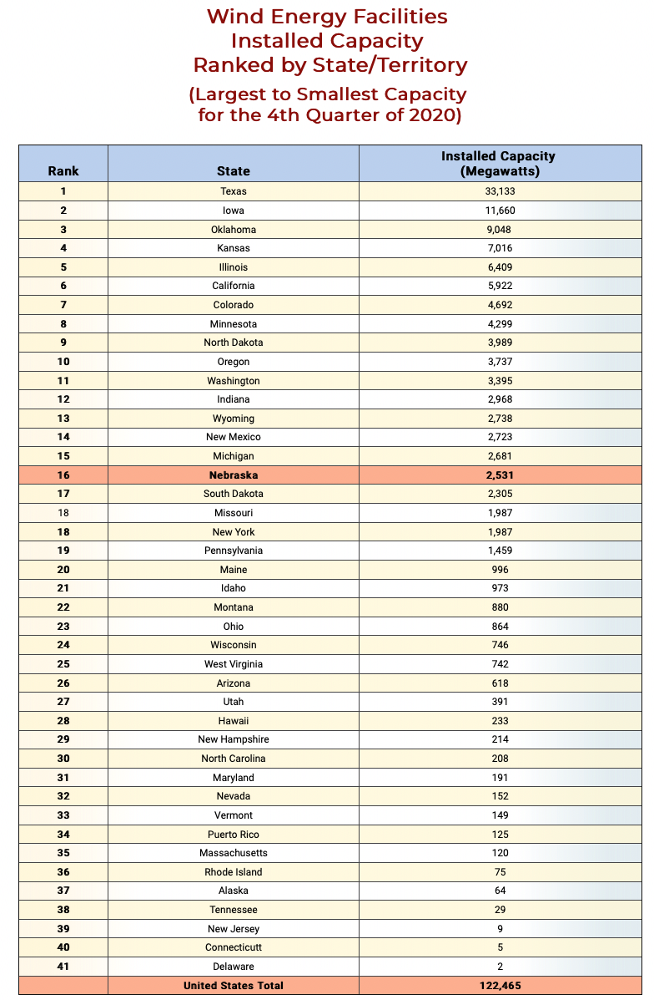 Wind Energy Facilities
Installed Capacity
Ranked by State/Territory
(Largest to Smallest Capacity
for the 4th Quarter of 2020)
Rank State Installed Capacity (Megawatts)
1 Texas 33,133
2 Iowa 11,660
3 Oklahoma 9,048
4 Kansas 7,016
5 Illinois 6,409
6 California 5,922
7 Colorado 4,692
8 Minnesota 4,299
9 North Dakota 3,989
10 Oregon 3,737
11 Washington 3,395
12 Indiana 2,968
13 Wyoming 2,738
14 New Mexico 2,723
15 Michigan 2,681
16 Nebraska 2,531
17 South Dakota 2,305
18 Missouri 1,987
18 New York 1,987
19 Pennsylvania 1,459
20 Maine 996
21 Idaho 973
22 Montana 880
23 Ohio 864
24 Wisconsin 746
25 West Virginia 742
26 Arizona 618
27 Utah 391
28 Hawaii 233
29 New Hampshire 214
30 North Carolina 208
31 Maryland 191
32 Nevada 152
33 Vermont 149
34 Puerto Rico 125
35 Massachusetts 120
36 Rhode Island 75
37 Alaska 64
38 Tennessee 29
39 New Jersey 9
40 Connecticutt 5
41 Delaware 2
United States Total 122,465